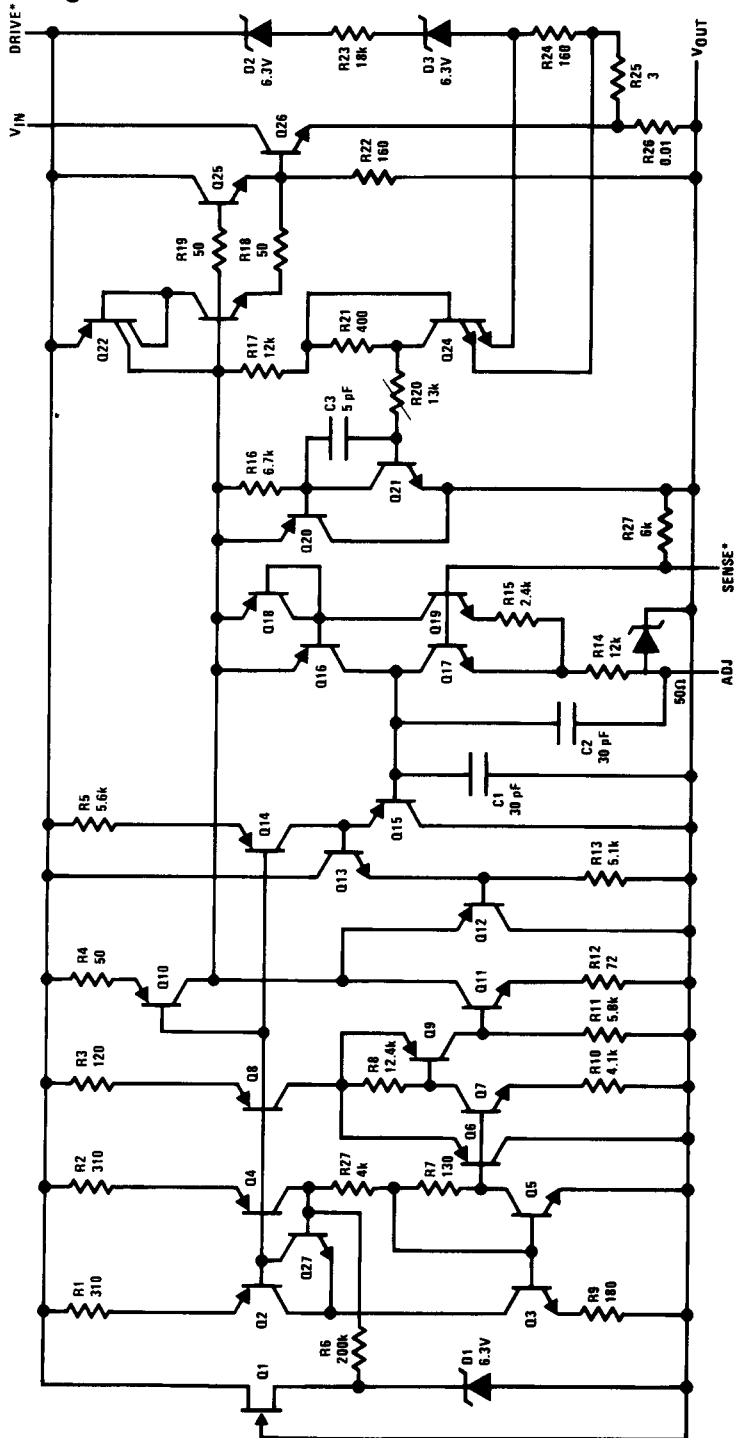 DRIVE*
VIN
VOUT
SENSE*
ADJ
D2
6.3V
R23
18k
D3
6.3V
R24
160
R25
3
R26
0.01
Q26
Q25
R22
160
R19
50
R18
50
Q22
R17
12k
R21
400
Q24
R20
13k
C3
5 pF
R16
6.7k
Q20
Q21
R27
6k
Q18
Q16
Q19
Q17
R15
2.4k
R14
12k
50Ω
C2
30 pF
C1
30 pF
R5
5.6k
Q14
Q15
Q13
R13
5.1k
Q12
R4
50
Q10
Q11
R12
72
R3
120
Q8
Q9
R8
12.4k
R11
5.8k
Q7
Q6
R10
4.1k
R2
310
Q4
R27
4k
R7
130
Q5
Q27
R1
310
Q2
Q3
R9
180
R6
200k
Q1
D1
6.3V